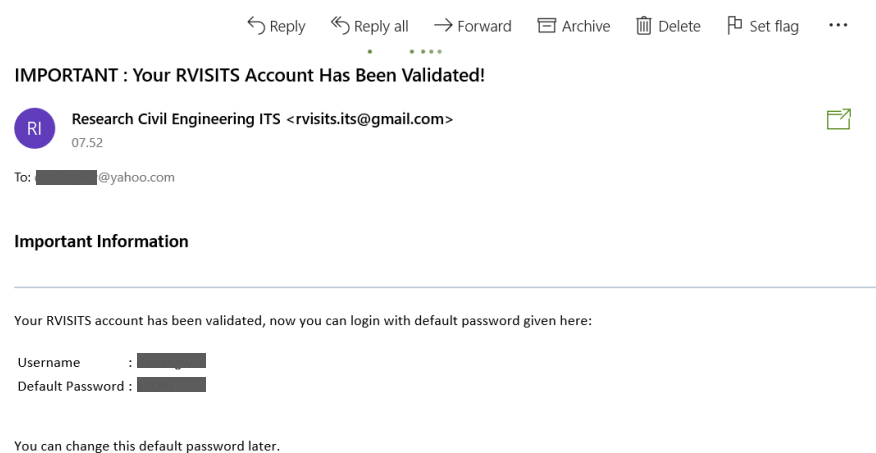 Reply Reply all Forward Archive Delete Set flag
IMPORTANT : Your RVISITS Account Has Been Validated!
RI
Research Civil Engineering ITS <rvisits.its@gmail.com>
07.52
To: @yahoo.com
Important Information
Your RVISITS account has been validated, now you can login with default password given here:
Username :
Default Password :
You can change this default password later.